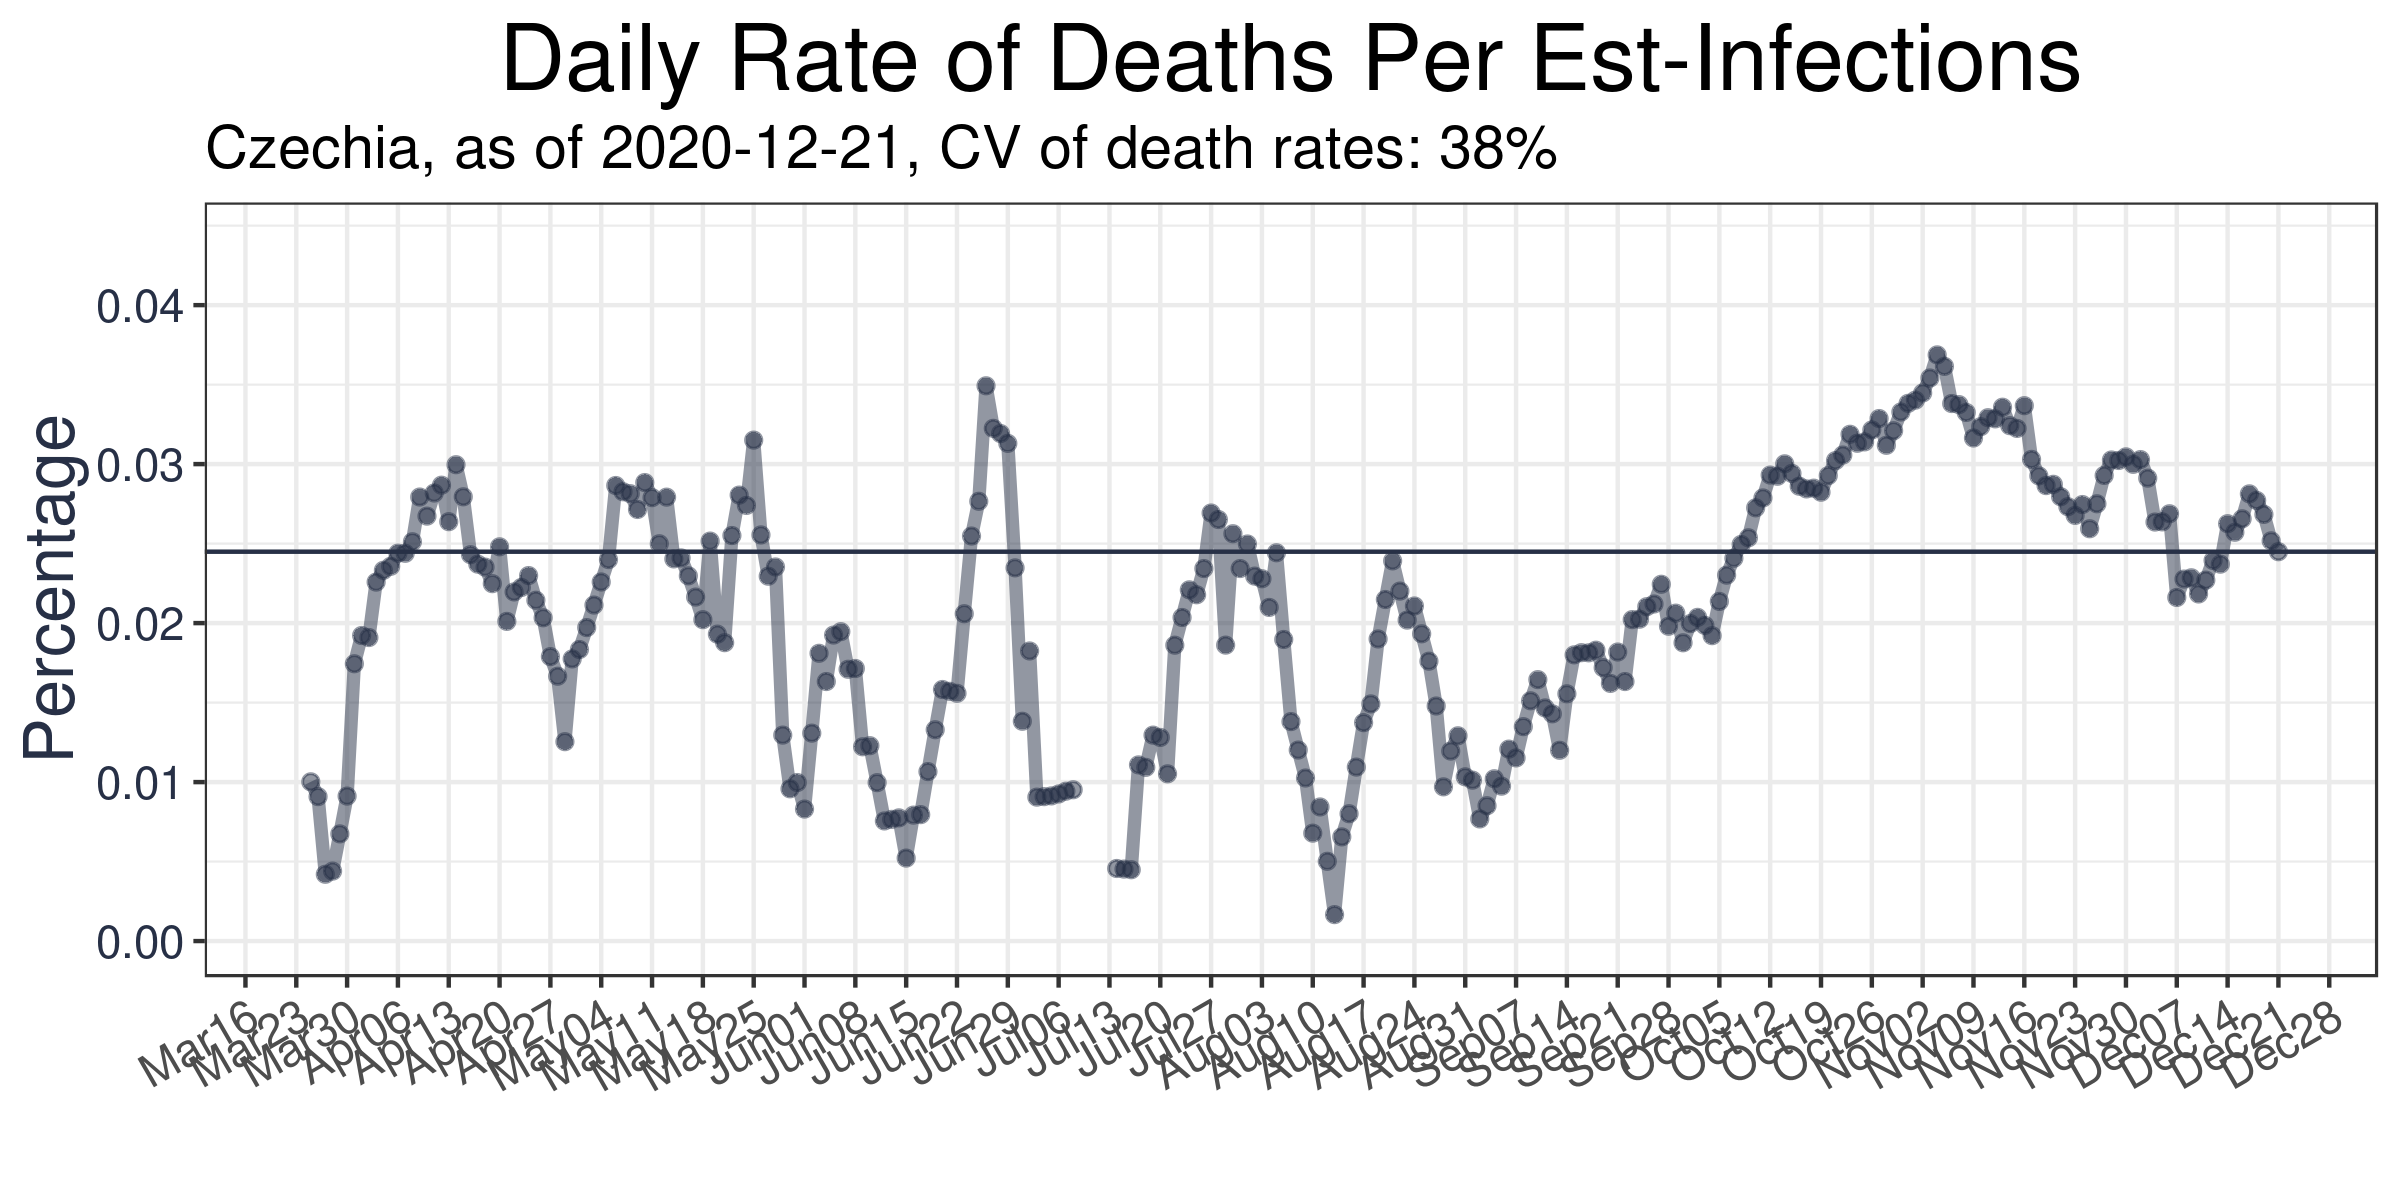 Daily Rate of Deaths Per Est-Infections
Czechia, as of 2020-12-21, CV of death rates: 38%
Percentage
0.04
0.03
0.02
0.01
0.00
Mar16
Mar23
Mar30
Apr06
Apr13
Apr20
Apr27
May04
May11
May18
May25
Jun01
Jun08
Jun15
Jun22
Jun29
Jul06
Jul13
Jul20
Jul27
Aug03
Aug10
Aug17
Aug24
Aug31
Sep07
Sep14
Sep21
Sep28
Oct05
Oct12
Oct19
Oct26
Nov02
Nov09
Nov16
Nov23
Nov30
Dec07
Dec14
Dec21
Dec28